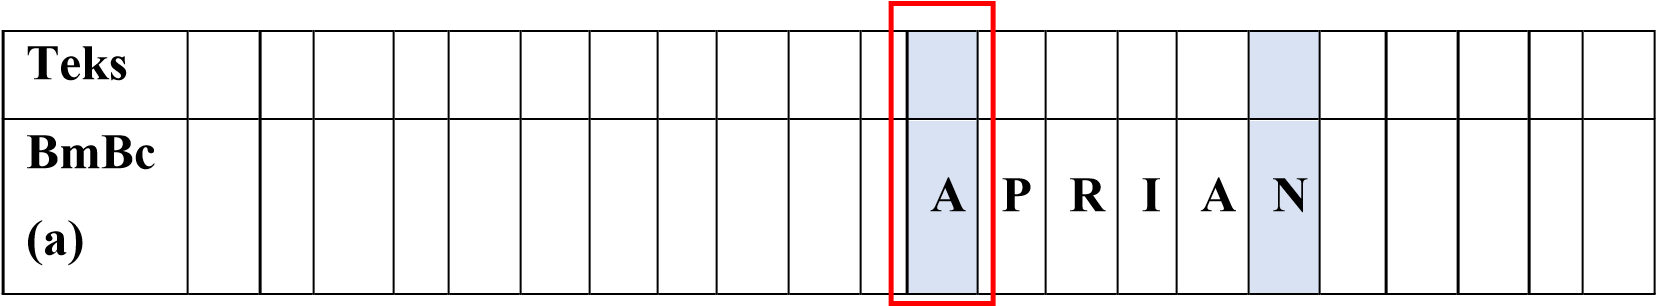 Teks
BmBc
(a)
A P R I A N